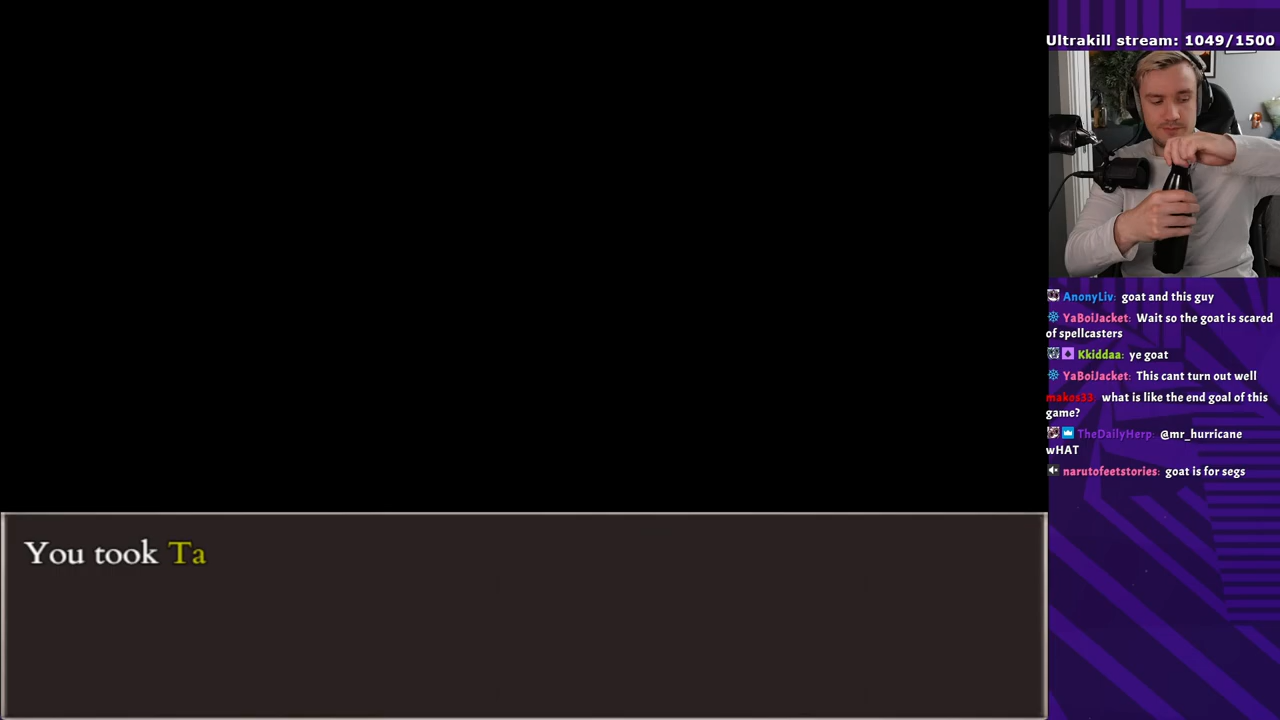 Ultrakill stream: 1049/1500
AnonyLiv: goat and this guy
YaBoiJacket: Wait so the goat is scared
of spellcasters
Kkiddaa: ye goat
YaBoiJacket: This cant turn out well
makos33: what is like the end goal of this
game?
TheDailyHerp: @mr_hurricane
wHAT
narutofeetstories: goat is for segs
You took Ta